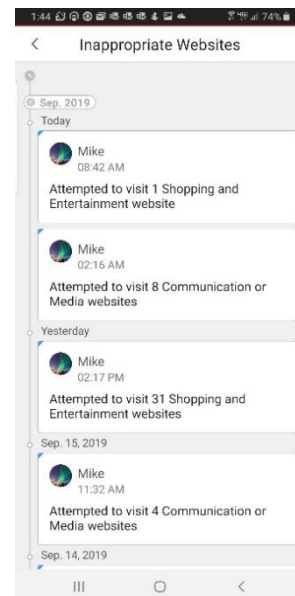 1:44 74%
Inappropriate Websites
Sep. 2019
Today
Mike
08:42 AM
Attempted to visit 1 Shopping and
Entertainment website
Mike
02:16 AM
Attempted to visit 8 Communication or
Media websites
Yesterday
Mike
02:17 PM
Attempted to visit 31 Shopping and
Entertainment websites
Sep. 15, 2019
Mike
11:32 AM
Attempted to visit 4 Communication or
Media websites
Sep. 14, 2019